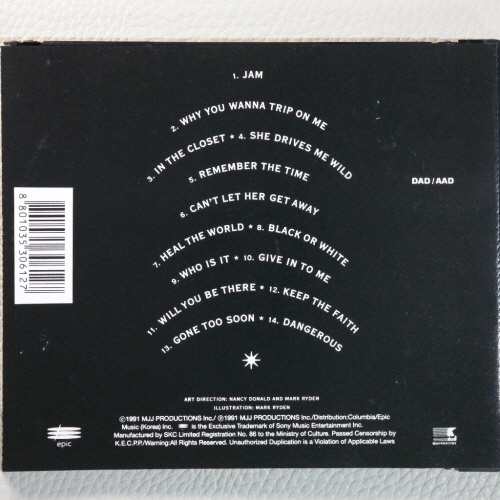 1. JAM
2. WHY YOU WANNA TRIP ON ME
3. IN THE CLOSET * 4. SHE DRIVES ME WILD
5. REMEMBER THE TIME
6. CAN'T LET HER GET AWAY
7. HEAL THE WORLD * 8. BLACK OR WHITE
9. WHO IS IT * 10. GIVE IN TO ME
11. WILL YOU BE THERE * 12. KEEP THE FAITH
13. GONE TOO SOON * 14. DANGEROUS
DAD / AAD
8 801035 306127
ART DIRECTION: NANCY DONALD AND MARK RYDEN
ILLUSTRATION: MARK RYDEN
©1991 MJJ PRODUCTIONS Inc./ ℗1991 MJJ PRODUCTIONS Inc./Distribution:Columbia/Epic
Music (Korea) Inc. is the Exclusive Trademark of Sony Music Entertainment Inc.
Manufactured by SKC Limited Registration No. 86 to the Ministry of Culture. Passed Censorship by
K.E.C.P.P/Warning:All Rights Reserved. Unauthorized Duplication is a Violation of Applicable Laws
epic